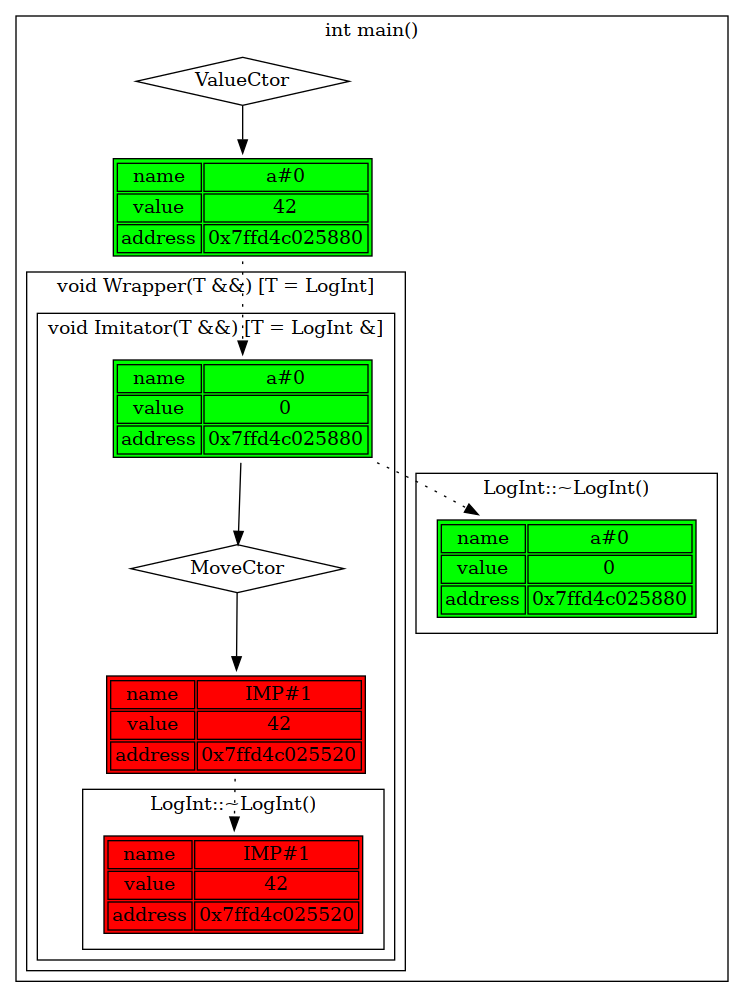 int main()
ValueCtor
name a#0
value 42
address 0x7ffd4c025880
void Wrapper(T &&) [T = LogInt]
void Imitator(T &&) [T = LogInt &]
name a#0
value 0
address 0x7ffd4c025880
LogInt::~LogInt()
name a#0
value 0
address 0x7ffd4c025880
MoveCtor
name IMP#1
value 42
address 0x7ffd4c025520
LogInt::~LogInt()
name IMP#1
value 42
address 0x7ffd4c025520